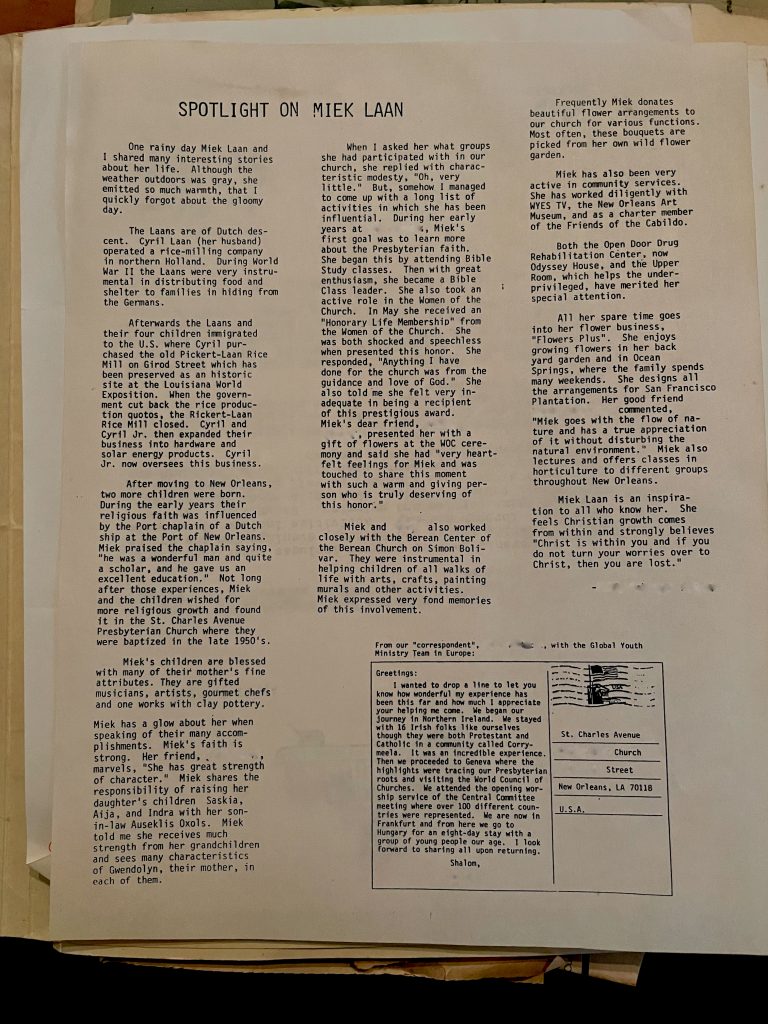 SPOTLIGHT ON MIEK LAAN
One rainy day Miek Laan and
I shared many interesting stories
about her life. Although the
weather outdoors was gray, she
emitted so much warmth, that I
quickly forgot about the gloomy
day.
The Laans are of Dutch des-
cent. Cyril Laan (her husband)
operated a rice-milling company
in northern Holland. During World
War II the Laans were very instru-
mental in distributing food and
shelter to families in hiding from
the Germans.
Afterwards the Laans and
their four children immigrated
to the U.S. where Cyril pur-
chased the old Pickert-Laan Rice
Mill on Girod Street which has
been preserved as an historic
site at the Louisiana World
Exposition. When the govern-
ment cut back the rice produc-
tion quotos, the Rickert-Laan
Rice Mill closed. Cyril and
Cyril Jr. then expanded their
business into hardware and
solar energy products. Cyril
Jr. now oversees this business.
After moving to New Orleans,
two more children were born.
During the early years their
religious faith was influenced
by the Port chaplain of a Dutch
ship at the Port of New Orleans.
Miek praised the chaplain saying,
"he was a wonderful man and quite
a scholar, and he gave us an
excellent education." Not long
after those experiences, Miek
and the children wished for
more religious growth and found
it in the St. Charles Avenue
Presbyterian Church where they
were baptized in the late 1950's.
Miek's children are blessed
with many of their mother's fine
attributes. They are gifted
musicians, artists, gourmet chefs
and one works with clay pottery.
Miek has a glow about her when
speaking of their many accom-
plishments. Miek's faith is
strong. Her friend, ,
marvels, "She has great strength
of character." Miek shares the
responsibility of raising her
daughter's children Saskia,
Aija, and Indra with her son-
in-law Auseklis Oxols. Miek
told me she receives much
strength from her grandchildren
and sees many characteristics
of Gwendolyn, their mother, in
each of them.
When I asked her what groups
she had participated with in our
church, she replied with charac-
teristic modesty, "Oh, very
little." But, somehow I managed
to come up with a long list of
activities in which she has been
influential. During her early
years at , Miek's
first goal was to learn more
about the Presbyterian faith.
She began this by attending Bible
Study classes. Then with great
enthusiasm, she became a Bible
Class leader. She also took an
active role in the Women of the
Church. In May she received an
"Honorary Life Membership" from
the Women of the Church. She
was both shocked and speechless
when presented this honor. She
responded, "Anything I have
done for the church was from the
guidance and love of God." She
also told me she felt very in-
adequate in being a recipient
of this prestigious award.
Miek's dear friend,
, presented her with a
gift of flowers at the WOC cere-
mony and said she had "very heart-
felt feelings for Miek and was
touched to share this moment
with such a warm and giving per-
son who is truly deserving of
this honor."
Miek and also worked
closely with the Berean Center of
the Berean Church on Simon Boli-
var. They were instrumental in
helping children of all walks of
life with arts, crafts, painting
murals and other activities.
Miek expressed very fond memories
of this involvement.
Frequently Miek donates
beautiful flower arrangements to
our church for various functions.
Most often, these bouquets are
picked from her own wild flower
garden.
Miek has also been very
active in community services.
She has worked diligently with
WYES TV, the New Orleans Art
Museum, and as a charter member
of the Friends of the Cabildo.
Both the Open Door Drug
Rehabilitation Center, now
Odyssey House, and the Upper
Room, which helps the under-
privileged, have merited her
special attention.
All her spare time goes
into her flower business,
"Flowers Plus". She enjoys
growing flowers in her back
yard garden and in Ocean
Springs, where the family spends
many weekends. She designs all
the arrangements for San Francisco
Plantation. Her good friend
commented,
"Miek goes with the flow of na-
ture and has a true appreciation
of it without disturbing the
natural environment." Miek also
lectures and offers classes in
horticulture to different groups
throughout New Orleans.
Miek Laan is an inspira-
tion to all who know her. She
feels Christian growth comes
from within and strongly believes
"Christ is within you and if you
do not turn your worries over to
Christ, then you are lost."
From our "correspondent", , with the Global Youth
Ministry Team in Europe:
Greetings:
I wanted to drop a line to let you
know how wonderful my experience has
been this far and how much I appreciate
your helping me come. We began our
journey in Northern Ireland. We stayed
with 16 Irish folks like ourselves
though they were both Protestant and
Catholic in a community called Corry-
meela. It was an incredible experience.
Then we proceeded to Geneva where the
highlights were tracing our Presbyterian
roots and visiting the World Council of
Churches. We attended the opening wor-
ship service of the Central Committee
meeting where over 100 different coun-
tries were represented. We are now in
Frankfurt and from here we go to
Hungary for an eight-day stay with a
group of young people our age. I look
forward to sharing all upon returning.
Shalom,
USA
St. Charles Avenue
Church
Street
New Orleans, LA 70118
U.S.A.